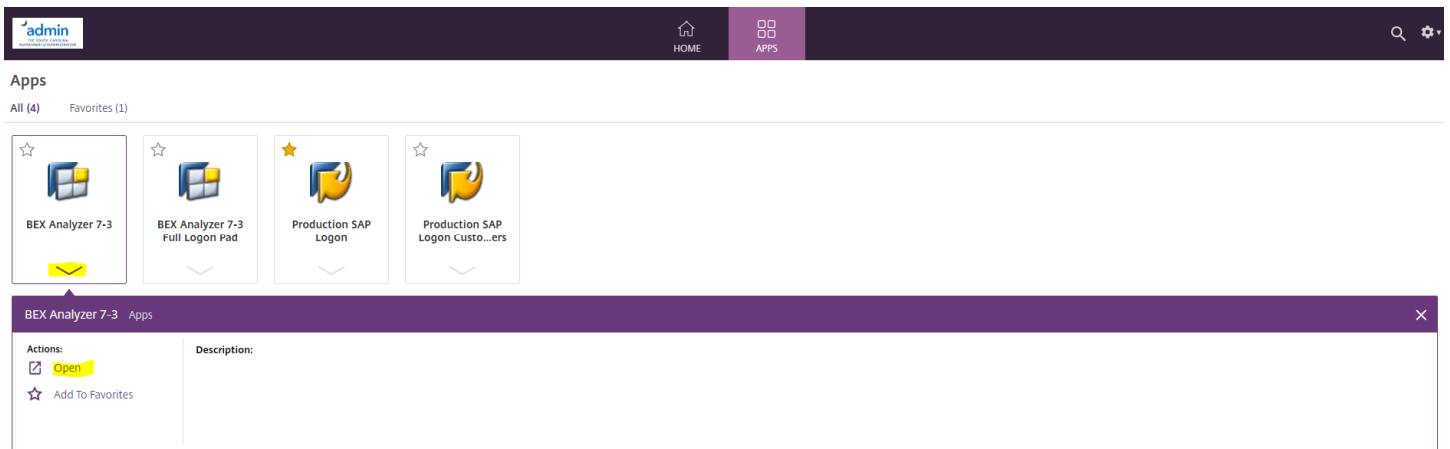 admin
THE SOUTH CAROLINA
DEPARTMENT of ADMINISTRATION
HOME
APPS
Apps
All (4)
Favorites (1)
BEX Analyzer 7-3
BEX Analyzer 7-3
Full Logon Pad
Production SAP
Logon
Production SAP
Logon Custo...ers
BEX Analyzer 7-3 Apps
Actions:
Description:
Open
Add To Favorites